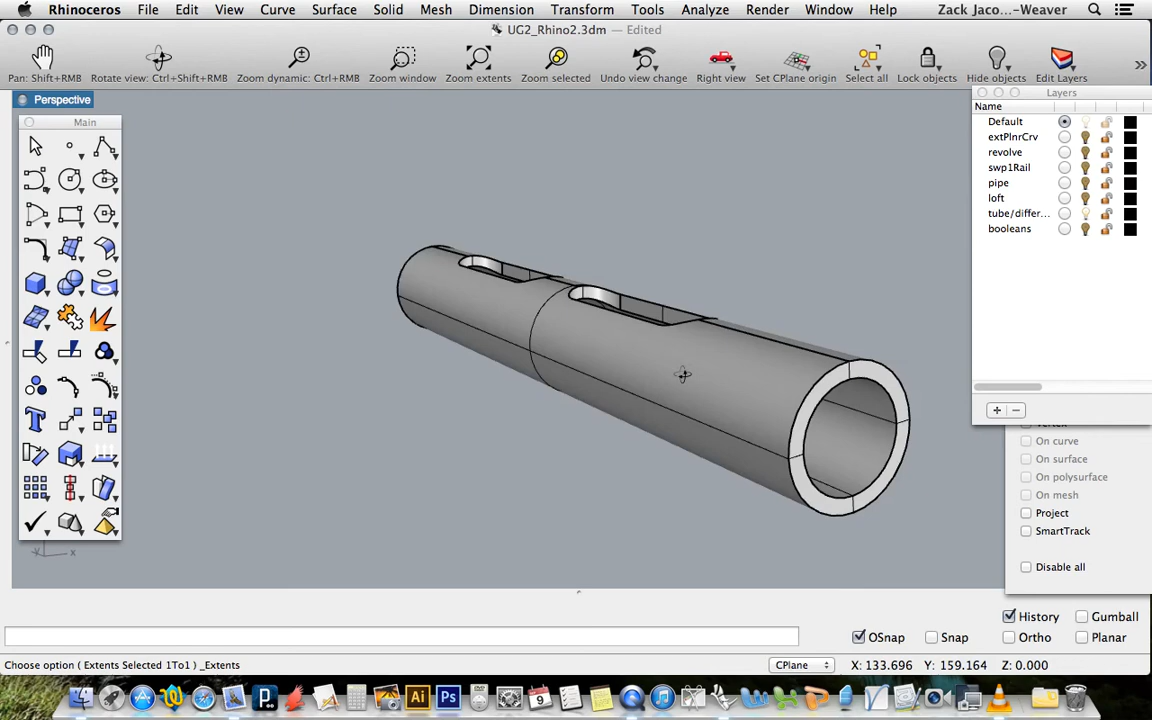 Rhinoceros File Edit View Curve Surface Solid Mesh Dimension Transform Tools Analyze Render Window Help Zack Jaco...-Weaver
UG2_Rhino2.3dm — Edited
Pan: Shift+RMB Rotate view: Ctrl+Shift+RMB Zoom dynamic: Ctrl+RMB Zoom window Zoom extents Zoom selected Undo view change Right view Set CPlane origin Select all Lock objects Hide objects Edit Layers
Perspective
Main
Layers
Name
Default
extPlnrCrv
revolve
swp1Rail
pipe
loft
tube/differ...
booleans
On curve
On surface
On polysurface
On mesh
Project
SmartTrack
Disable all
y x
History Gumball
OSnap Snap Ortho Planar
Choose option ( Extents Selected 1To1 ) _Extents
CPlane X: 133.696 Y: 159.164 Z: 0.000
Ai Ps 9